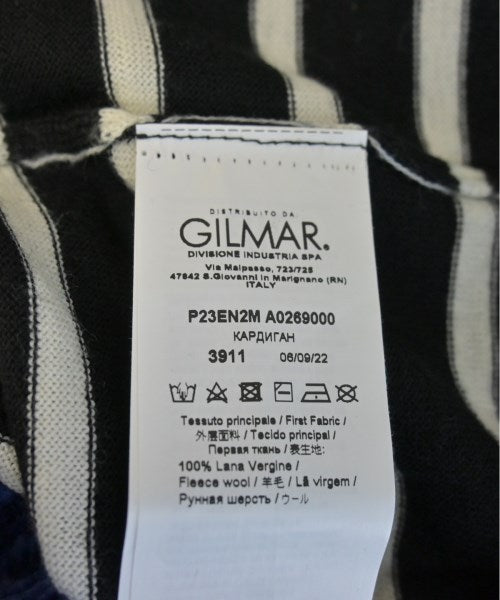 DISTRIBUITO DA:
GILMAR®
DIVISIONE INDUSTRIA SPA
Via Malpasso, 723/725
47842 S.Giovanni in Marignano (RN)
ITALY
P23EN2M A0269000
КАРДИГАН
3911 06/09/22
Tessuto principale / First Fabric /
外層面料 / Tecido principal /
Первая ткань / 表生地:
100% Lana Vergine /
Fleece wool / 羊毛 / Lã virgem /
Рунная шерсть / ウール